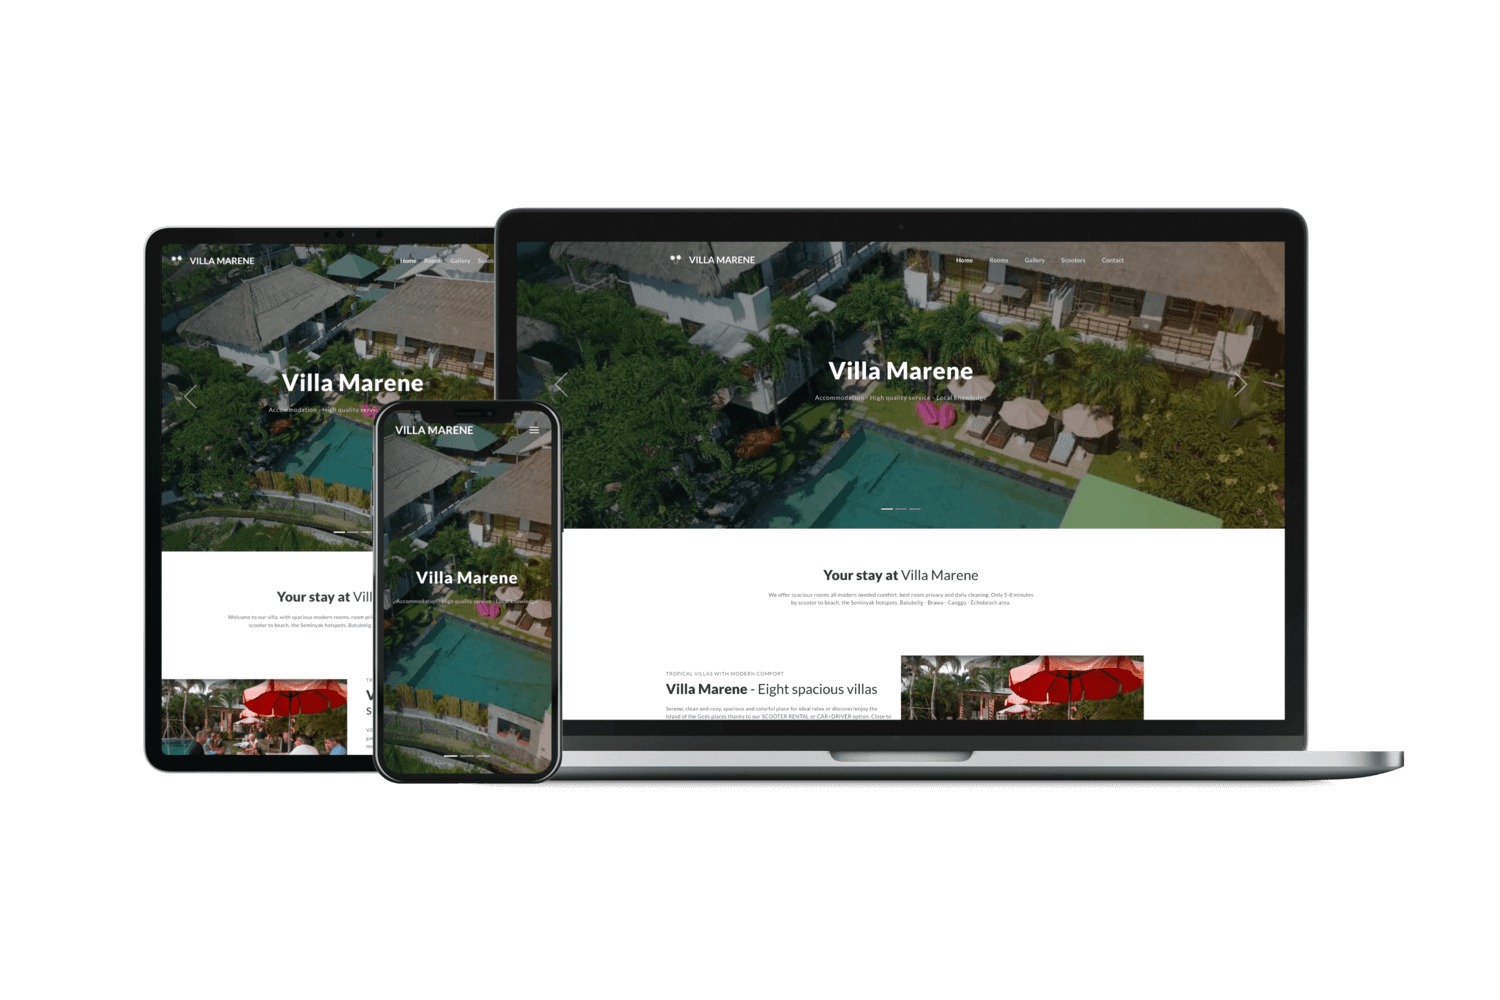 VILLA MARENE
Home Rooms Gallery
Villa Marene
Accommodation - High quality service
Your stay at
Welcome to our villa, with spacious modern rooms, room
scooter to beach, the Seminyak hotspots, Batubelig
VILLA MARENE
Villa Marene
Accommodation - High quality service - Local knowledge
VILLA MARENE
Home Rooms Gallery Scooters Contact
Villa Marene
Accommodation - High quality service - Local knowledge
Your stay at Villa Marene
We offer spacious rooms all modern needed comfort, best room privacy and daily cleaning. Only 5-8 minutes
by scooter to beach, the Seminyak hotspots, Batubelig - Brawa - Canggu - Echobeach area.
TROPICAL VILLAS WITH MODERN COMFORT
Villa Marene - Eight spacious villas
Serene, clean and cozy, spacious and colorful place for ideal relax or discover/enjoy the
Island of the Gods places thanks to our SCOOTER RENTAL or CAR+DRIVER option. Close to